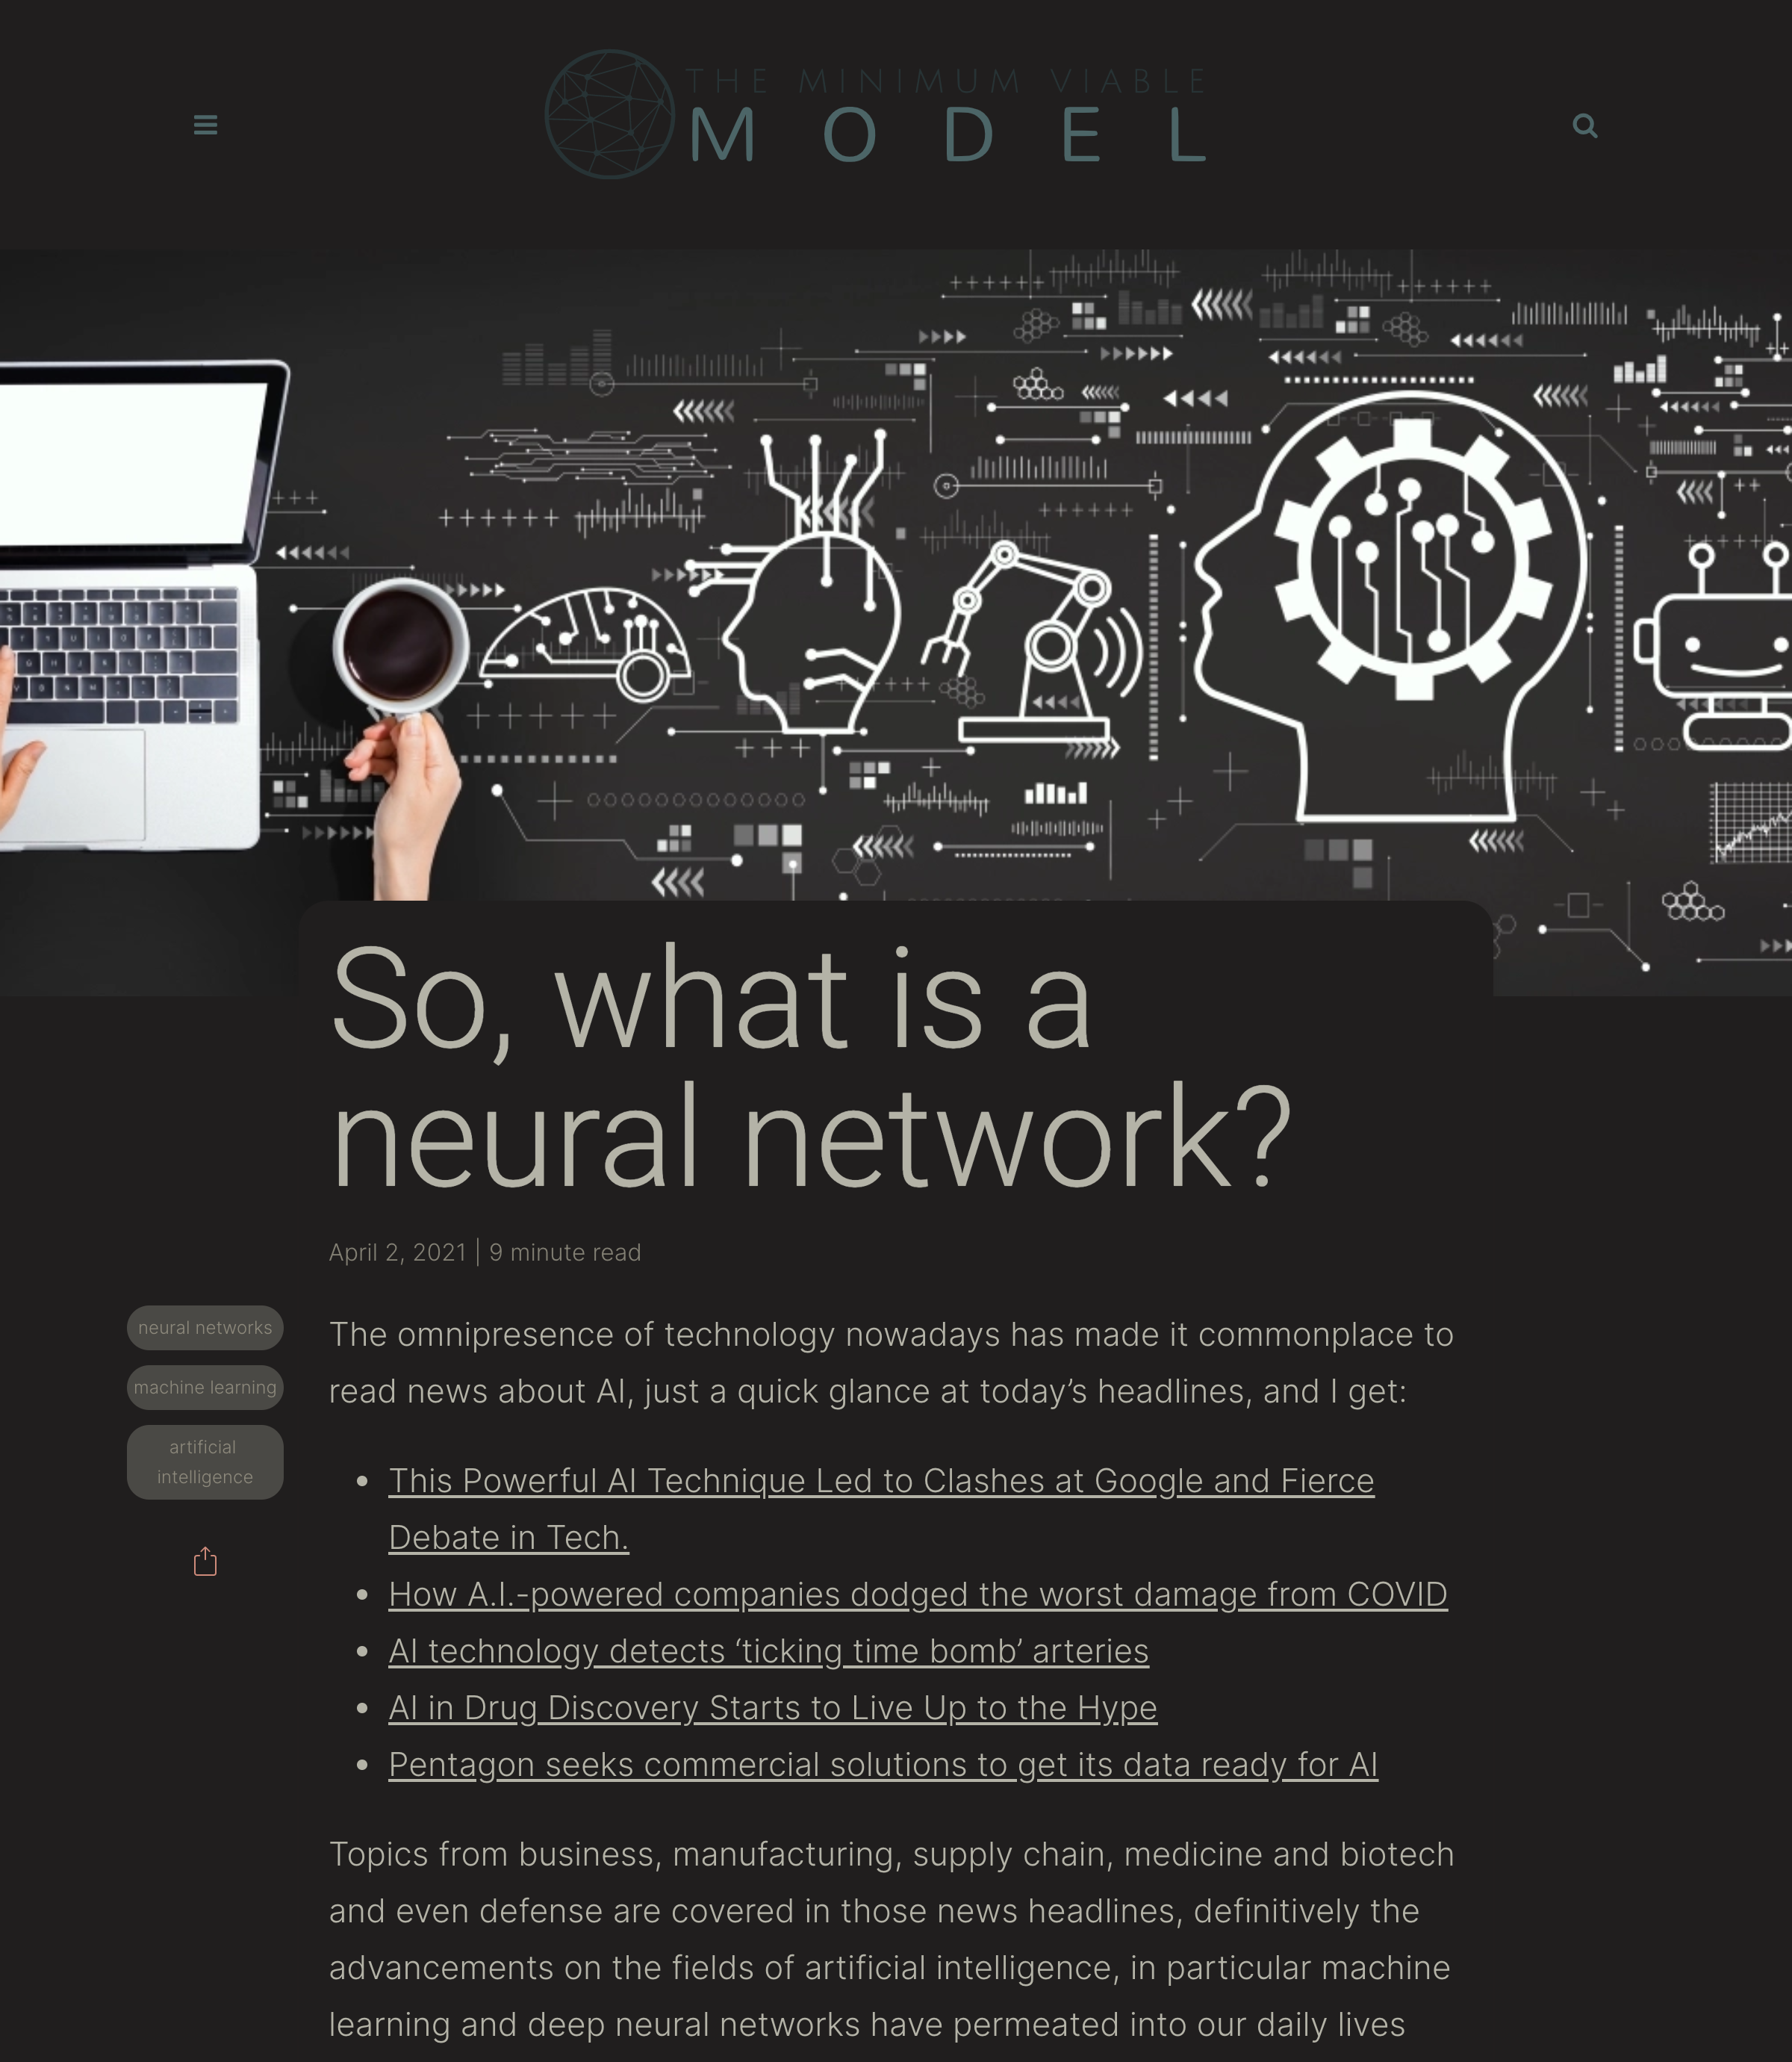 THE MINIMUM VIABLE
MODEL
So, what is a
neural network?
April 2, 2021 | 9 minute read
neural networks
machine learning
artificial
intelligence
The omnipresence of technology nowadays has made it commonplace to
read news about AI, just a quick glance at today’s headlines, and I get:
• This Powerful AI Technique Led to Clashes at Google and Fierce
Debate in Tech.
• How A.I.-powered companies dodged the worst damage from COVID
• AI technology detects ‘ticking time bomb’ arteries
• AI in Drug Discovery Starts to Live Up to the Hype
• Pentagon seeks commercial solutions to get its data ready for AI
Topics from business, manufacturing, supply chain, medicine and biotech
and even defense are covered in those news headlines, definitively the
advancements on the fields of artificial intelligence, in particular machine
learning and deep neural networks have permeated into our daily lives